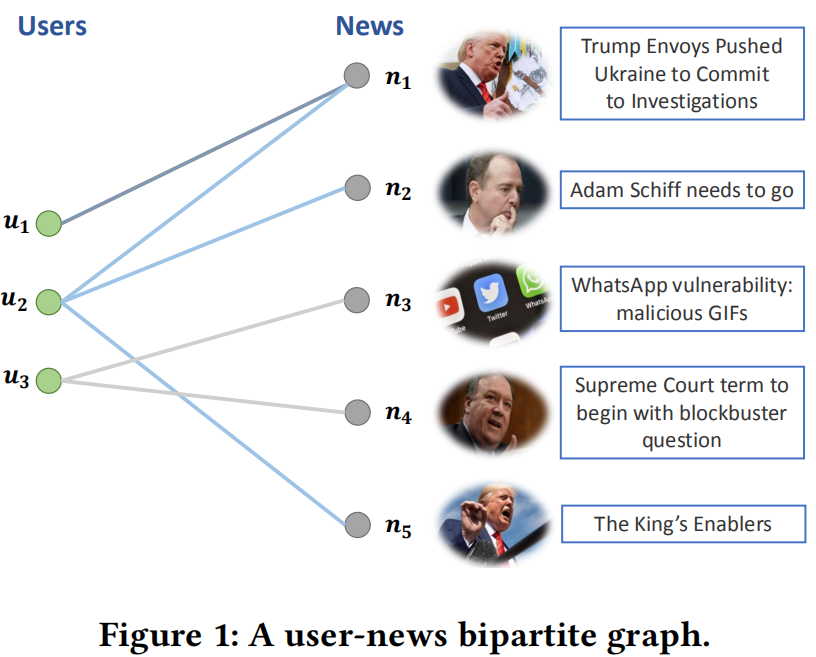 Users
News
n1
Trump Envoys Pushed
Ukraine to Commit
to Investigations
u1
n2
Adam Schiff needs to go
u2
n3
Twitter
WhatsApp vulnerability:
malicious GIFs
u3
n4
Supreme Court term to
begin with blockbuster
question
n5
The King's Enablers
Figure 1: A user-news bipartite graph.